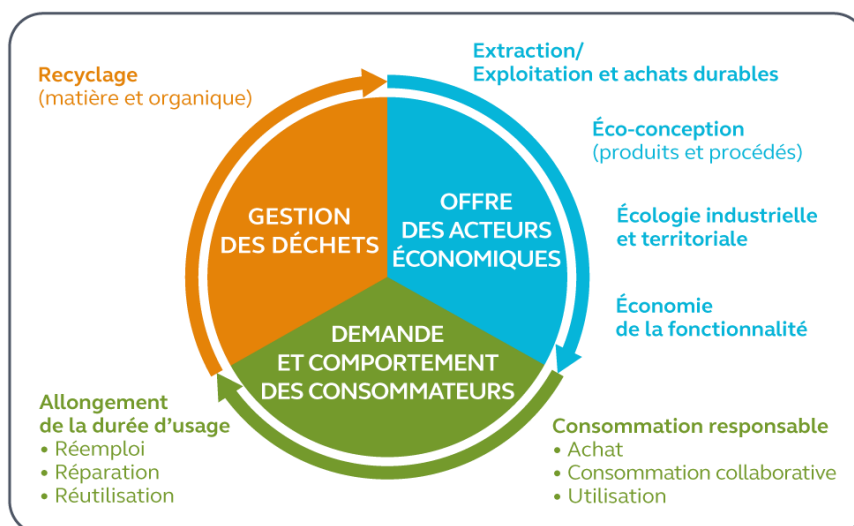 Recyclage
(matière et organique)
Extraction/
Exploitation et achats durables
Éco-conception
(produits et procédés)
Écologie industrielle
et territoriale
Économie
de la fonctionnalité
GESTION
DES DÉCHETS
OFFRE
DES ACTEURS
ÉCONOMIQUES
DEMANDE
ET COMPORTEMENT
DES CONSOMMATEURS
Allongement
de la durée d’usage
• Réemploi
• Réparation
• Réutilisation
Consommation responsable
• Achat
• Consommation collaborative
• Utilisation